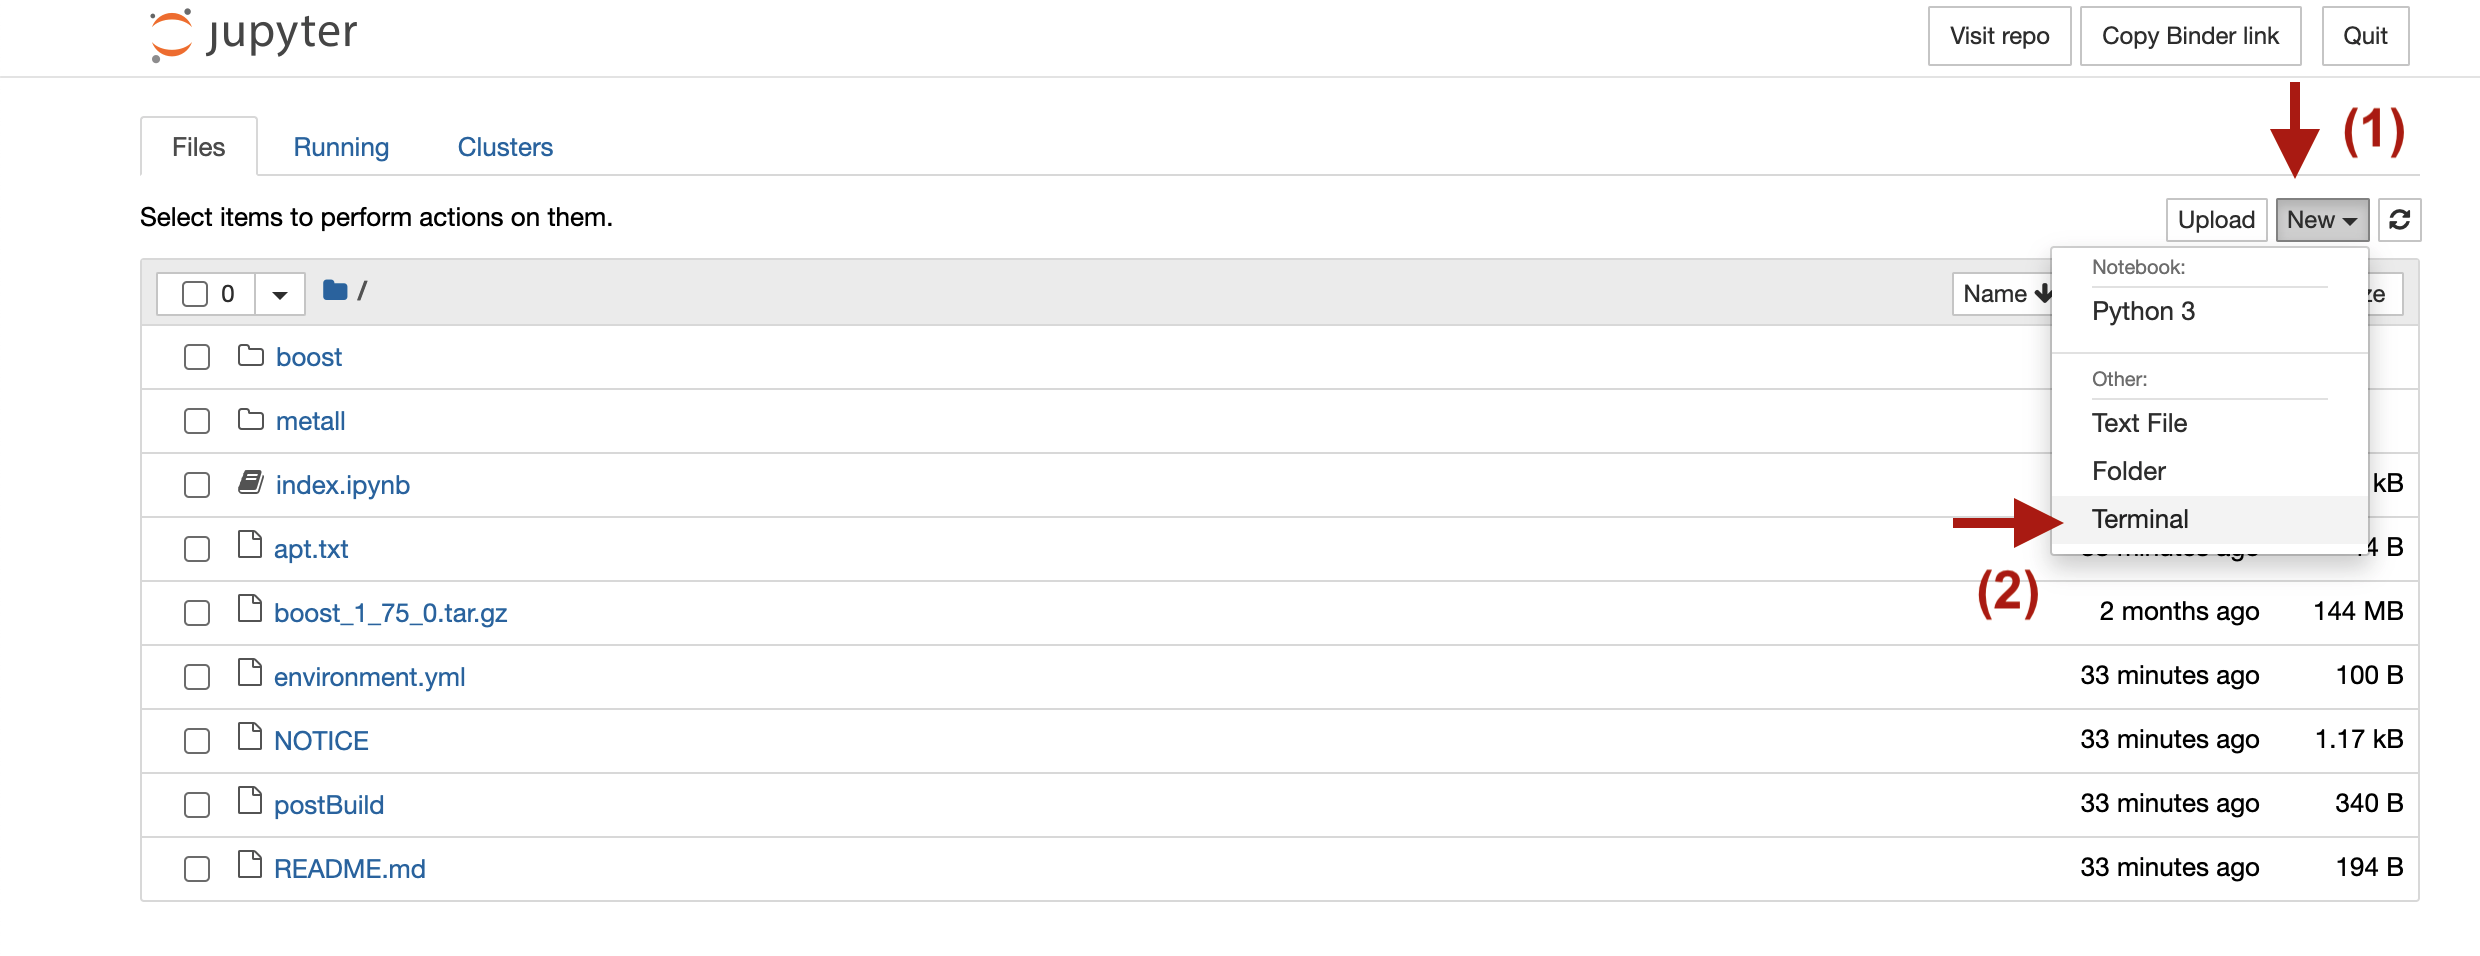 jupyter
Visit repo
Copy Binder link
Quit
(1)
Files
Running
Clusters
Select items to perform actions on them.
Upload
New
0
/
Name
Notebook:
Python 3
Other:
Text File
Folder
Terminal
(2)
boost
metall
index.ipynb
kB
apt.txt
boost_1_75_0.tar.gz 2 months ago 144 MB
environment.yml 33 minutes ago 100 B
NOTICE 33 minutes ago 1.17 kB
postBuild 33 minutes ago 340 B
README.md 33 minutes ago 194 B